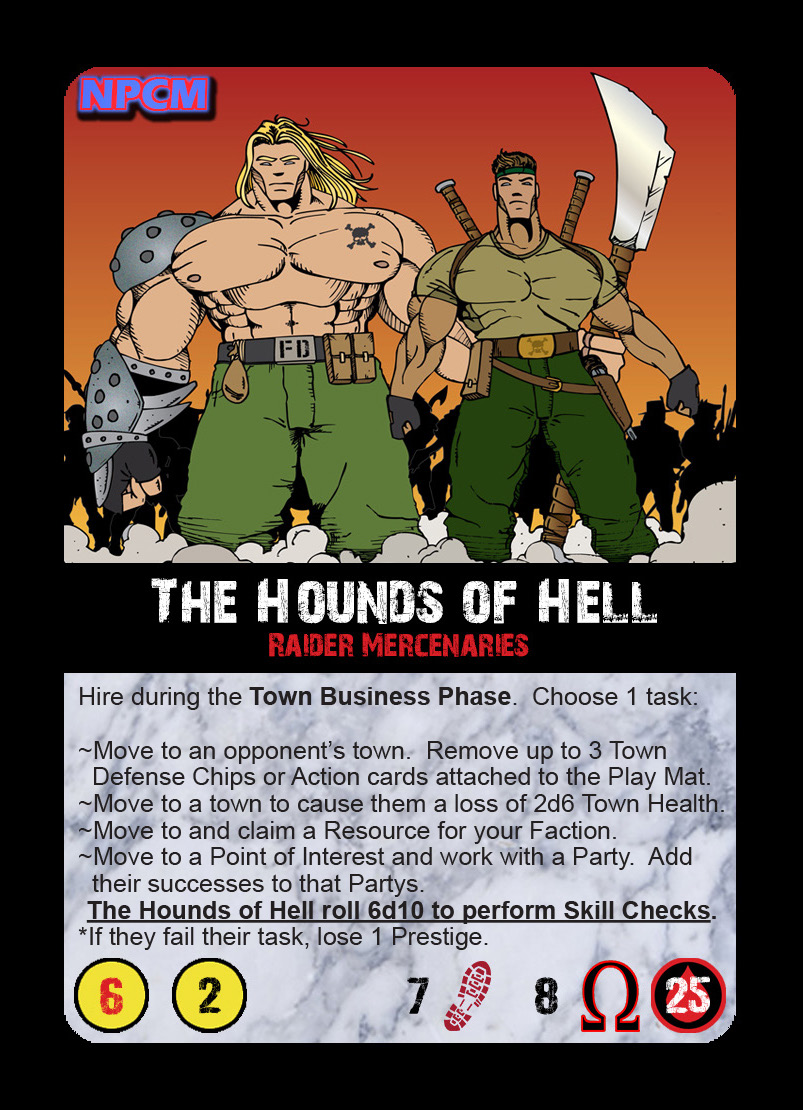 NPCM
FD
THE HOUNDS OF HELL
RAIDER MERCENARIES
Hire during the Town Business Phase.  Choose 1 task:
~Move to an opponent's town.  Remove up to 3 Town
Defense Chips or Action cards attached to the Play Mat.
~Move to a town to cause them a loss of 2d6 Town Health.
~Move to and claim a Resource for your Faction.
~Move to a Point of Interest and work with a Party.  Add
their successes to that Partys.
The Hounds of Hell roll 6d10 to perform Skill Checks.
*If they fail their task, lose 1 Prestige.
6 2 7 8 Ω 25